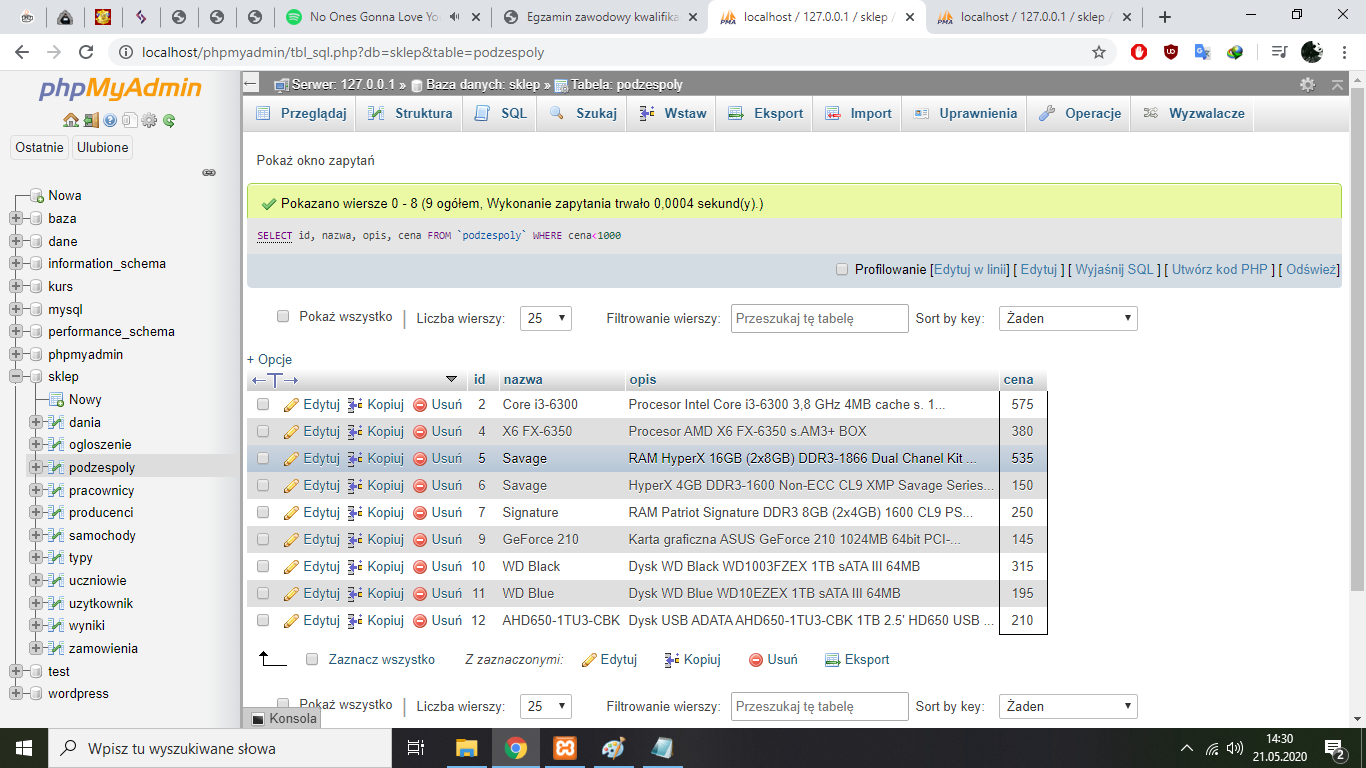 No Ones Gonna Love Yo
Egzamin zawodowy kwalifika
localhost / 127.0.0.1 / sklep /
localhost / 127.0.0.1 / sklep /
localhost/phpmyadmin/tbl_sql.php?db=sklep&table=podzespoly
phpMyAdmin
Ostatnie
Ulubione
Nowa
baza
dane
information_schema
kurs
mysql
performance_schema
phpmyadmin
sklep
Nowy
dania
ogloszenie
podzespoly
pracownicy
producenci
samochody
typy
uczniowie
uzytkownik
wyniki
zamowienia
test
wordpress
Serwer: 127.0.0.1 » Baza danych: sklep » Tabela: podzespoly
Przeglądaj Struktura SQL Szukaj Wstaw Eksport Import Uprawnienia Operacje Wyzwalacze
Pokaż okno zapytań
Pokazano wiersze 0 - 8 (9 ogółem, Wykonanie zapytania trwało 0,0004 sekund(y).)
SELECT id, nazwa, opis, cena FROM `podzespoly` WHERE cena<1000
Profilowanie [Edytuj w linii] [ Edytuj ] [ Wyjaśnij SQL ] [ Utwórz kod PHP ] [ Odśwież]
Pokaż wszystko | Liczba wierszy: 25 Filtrowanie wierszy: Przeszukaj tę tabelę Sort by key: Żaden
+ Opcje
id nazwa opis cena
Edytuj Kopiuj Usuń 2 Core i3-6300 Procesor Intel Core i3-6300 3,8 GHz 4MB cache s. 1... 575
Edytuj Kopiuj Usuń 4 X6 FX-6350 Procesor AMD X6 FX-6350 s.AM3+ BOX 380
Edytuj Kopiuj Usuń 5 Savage RAM HyperX 16GB (2x8GB) DDR3-1866 Dual Chanel Kit ... 535
Edytuj Kopiuj Usuń 6 Savage HyperX 4GB DDR3-1600 Non-ECC CL9 XMP Savage Series... 150
Edytuj Kopiuj Usuń 7 Signature RAM Patriot Signature DDR3 8GB (2x4GB) 1600 CL9 PS... 250
Edytuj Kopiuj Usuń 9 GeForce 210 Karta graficzna ASUS GeForce 210 1024MB 64bit PCI-... 145
Edytuj Kopiuj Usuń 10 WD Black Dysk WD Black WD1003FZEX 1TB sATA III 64MB 315
Edytuj Kopiuj Usuń 11 WD Blue Dysk WD Blue WD10EZEX 1TB sATA III 64MB 195
Edytuj Kopiuj Usuń 12 AHD650-1TU3-CBK Dysk USB ADATA AHD650-1TU3-CBK 1TB 2.5' HD650 USB ... 210
Zaznacz wszystko Z zaznaczonymi: Edytuj Kopiuj Usuń Eksport
Pokaż wszystko | Liczba wierszy: 25 Filtrowanie wierszy: Przeszukaj tę tabelę Sort by key: Żaden
Konsola
Wpisz tu wyszukiwane słowa
14:30
21.05.2020
2